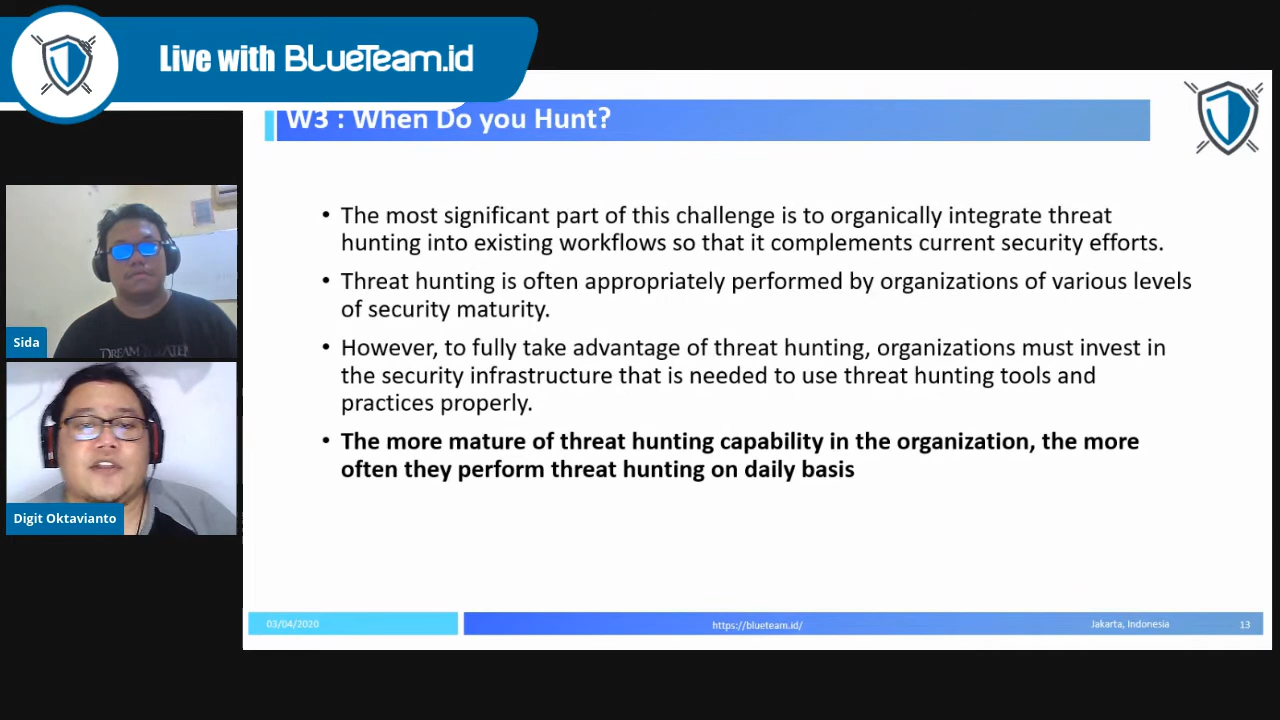 Live with BLueTeam.id
W3 : When Do you Hunt?
• The most significant part of this challenge is to organically integrate threat
hunting into existing workflows so that it complements current security efforts.
• Threat hunting is often appropriately performed by organizations of various levels
of security maturity.
• However, to fully take advantage of threat hunting, organizations must invest in
the security infrastructure that is needed to use threat hunting tools and
practices properly.
• The more mature of threat hunting capability in the organization, the more
often they perform threat hunting on daily basis
Sida
Digit Oktavianto
03/04/2020
https://blueteam.id/
Jakarta, Indonesia
13